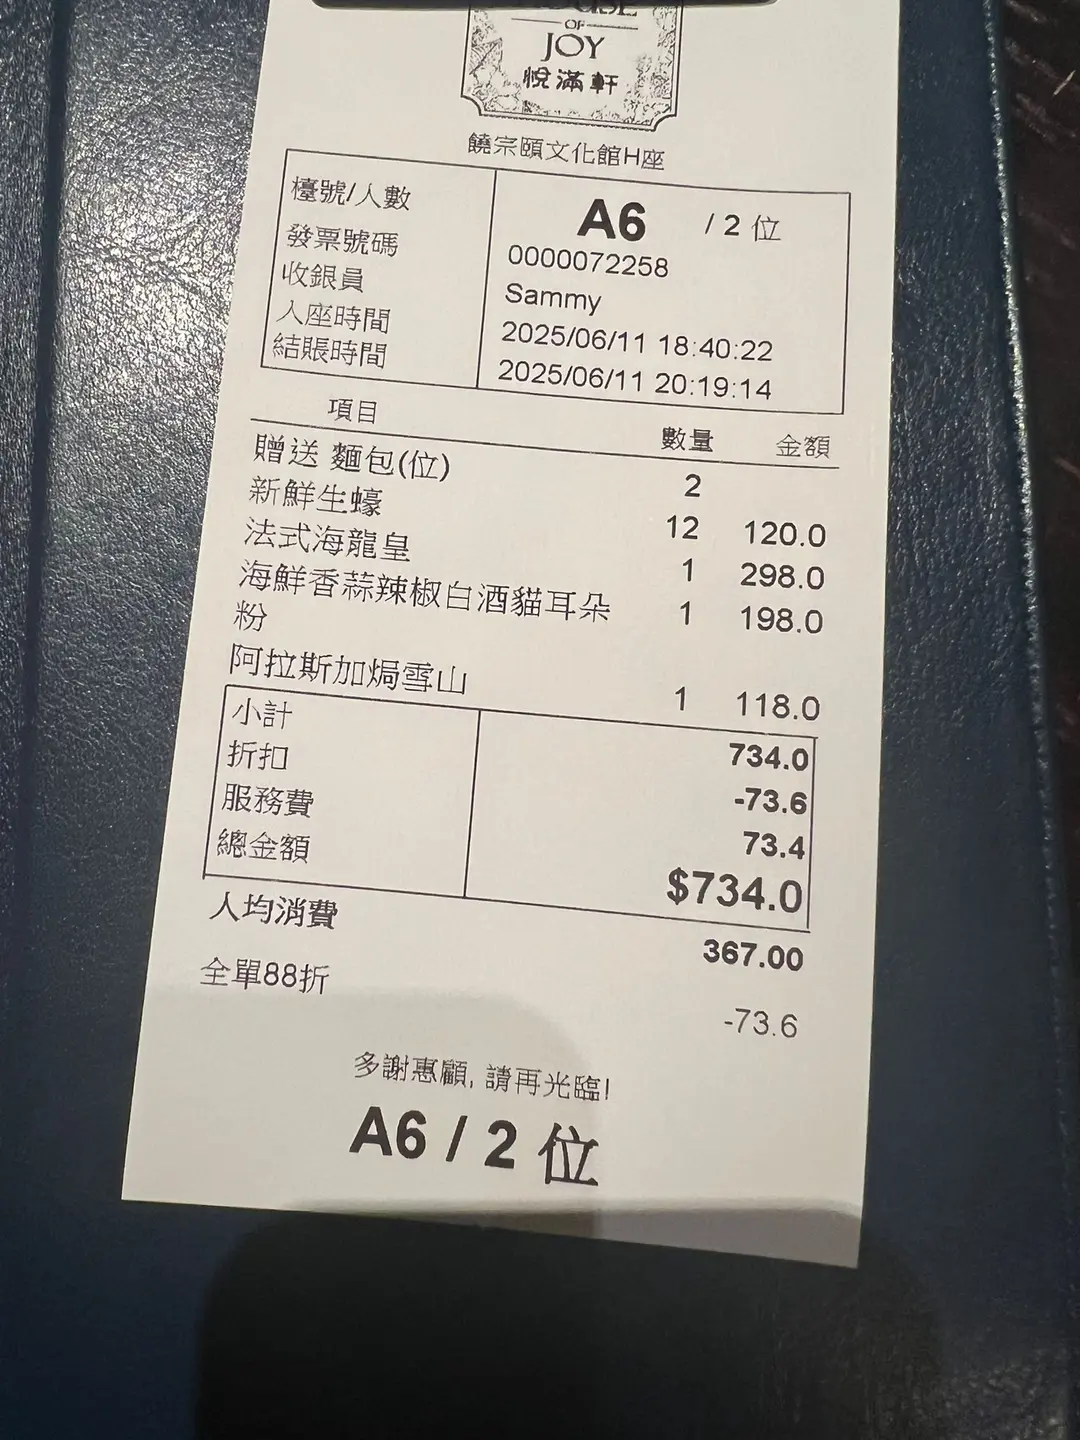 HOUSE
OF
JOY
悅滿軒
饒宗頤文化館H座
檯號/人數 A6 / 2 位
發票號碼 0000072258
收銀員 Sammy
入座時間 2025/06/11 18:40:22
結賬時間 2025/06/11 20:19:14
項目 數量 金額
贈送 麵包(位) 2
新鮮生蠔 12 120.0
法式海龍皇 1 298.0
海鮮香蒜辣椒白酒貓耳朵 1 198.0
粉
阿拉斯加焗雪山 1 118.0
小計 734.0
折扣 -73.6
服務費 73.4
總金額 $734.0
人均消費 367.00
全單88折 -73.6
多謝惠顧, 請再光臨!
A6 / 2 位